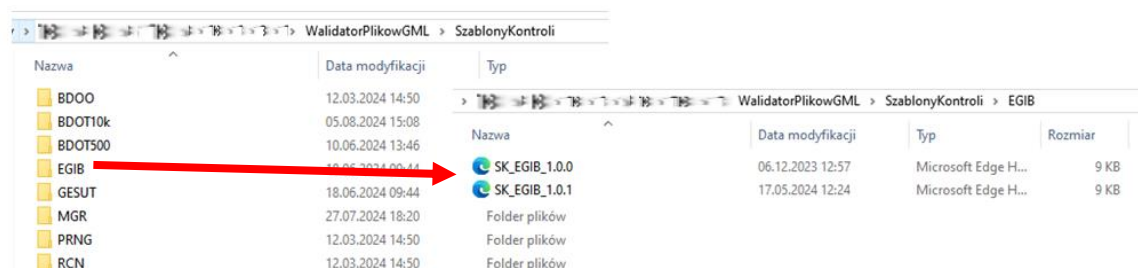 > WalidatorPlikowGML > SzablonyKontroli
Nazwa Data modyfikacji Typ
BDOO 12.03.2024 14:50
BDOT10k 05.08.2024 15:08
BDOT500 10.06.2024 13:46
EGIB
GESUT 18.06.2024 09:44
MGR 27.07.2024 18:20 Folder plików
PRNG 12.03.2024 14:50 Folder plików
RCN 12.03.2024 14:50 Folder plików
WalidatorPlikowGML > SzablonyKontroli > EGIB
Nazwa Data modyfikacji Typ Rozmiar
SK_EGIB_1.0.0 06.12.2023 12:57 Microsoft Edge H... 9 KB
SK_EGIB_1.0.1 17.05.2024 12:24 Microsoft Edge H... 9 KB